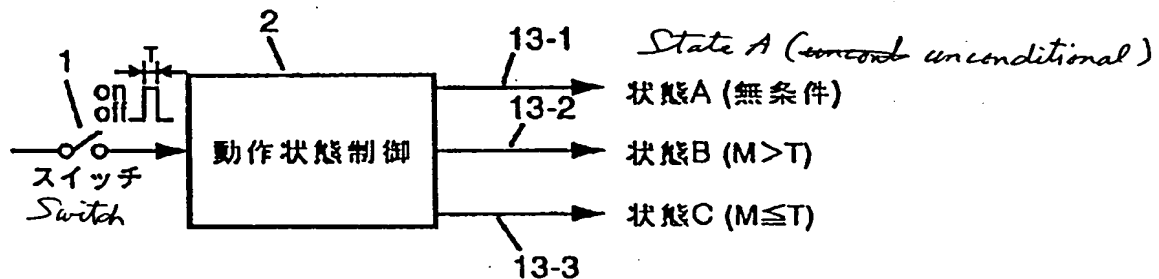 1
T
2
13-1
State A (uncond unconditional)
on
off
状態A (無条件)
13-2
動作状態制御
状態B (M>T)
スイッチ
Switch
状態C (M≦T)
13-3